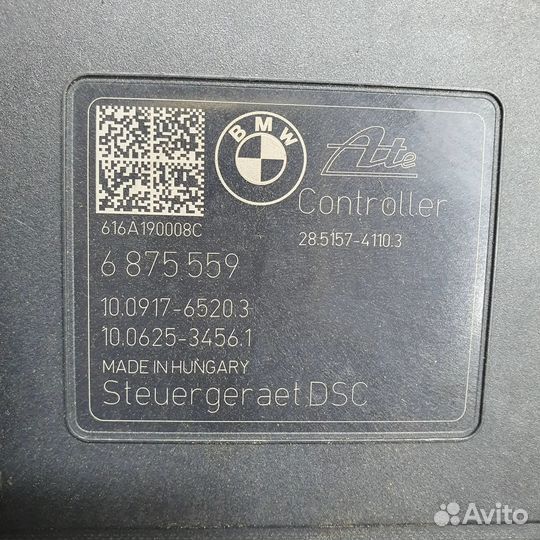 BMW
Ate
Controller
616A190008C
28.5157-4110.3
6 875 559
10.0917-6520.3
10.0625-3456.1
MADE IN HUNGARY
Steuergeraet DSC
Avito